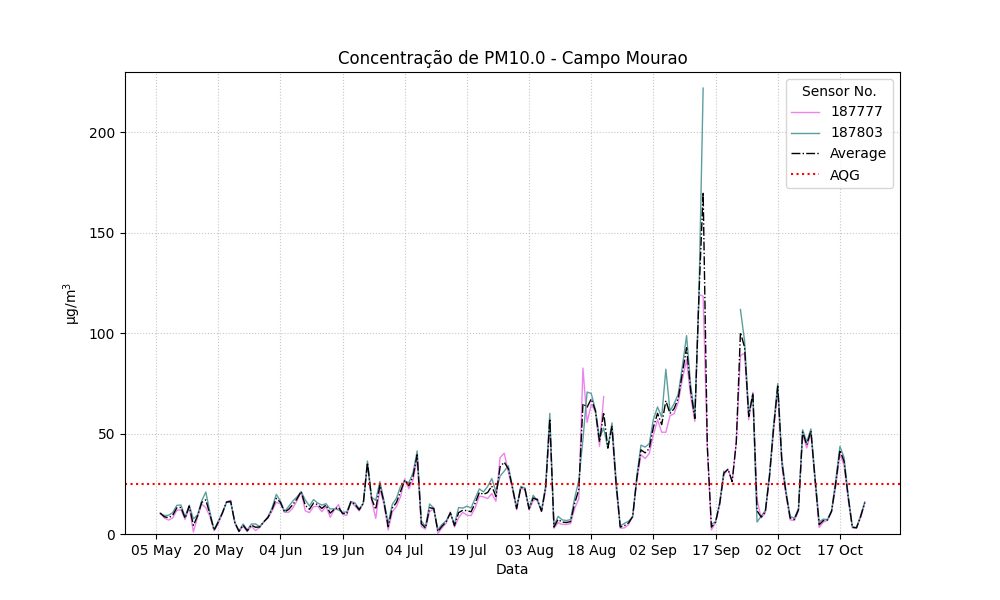 Concentração de PM10.0 - Campo Mourao
Sensor No.
187777
187803
Average
AQG
μg/m³
200
150
100
50
0
05 May
20 May
04 Jun
19 Jun
04 Jul
19 Jul
03 Aug
18 Aug
02 Sep
17 Sep
02 Oct
17 Oct
Data